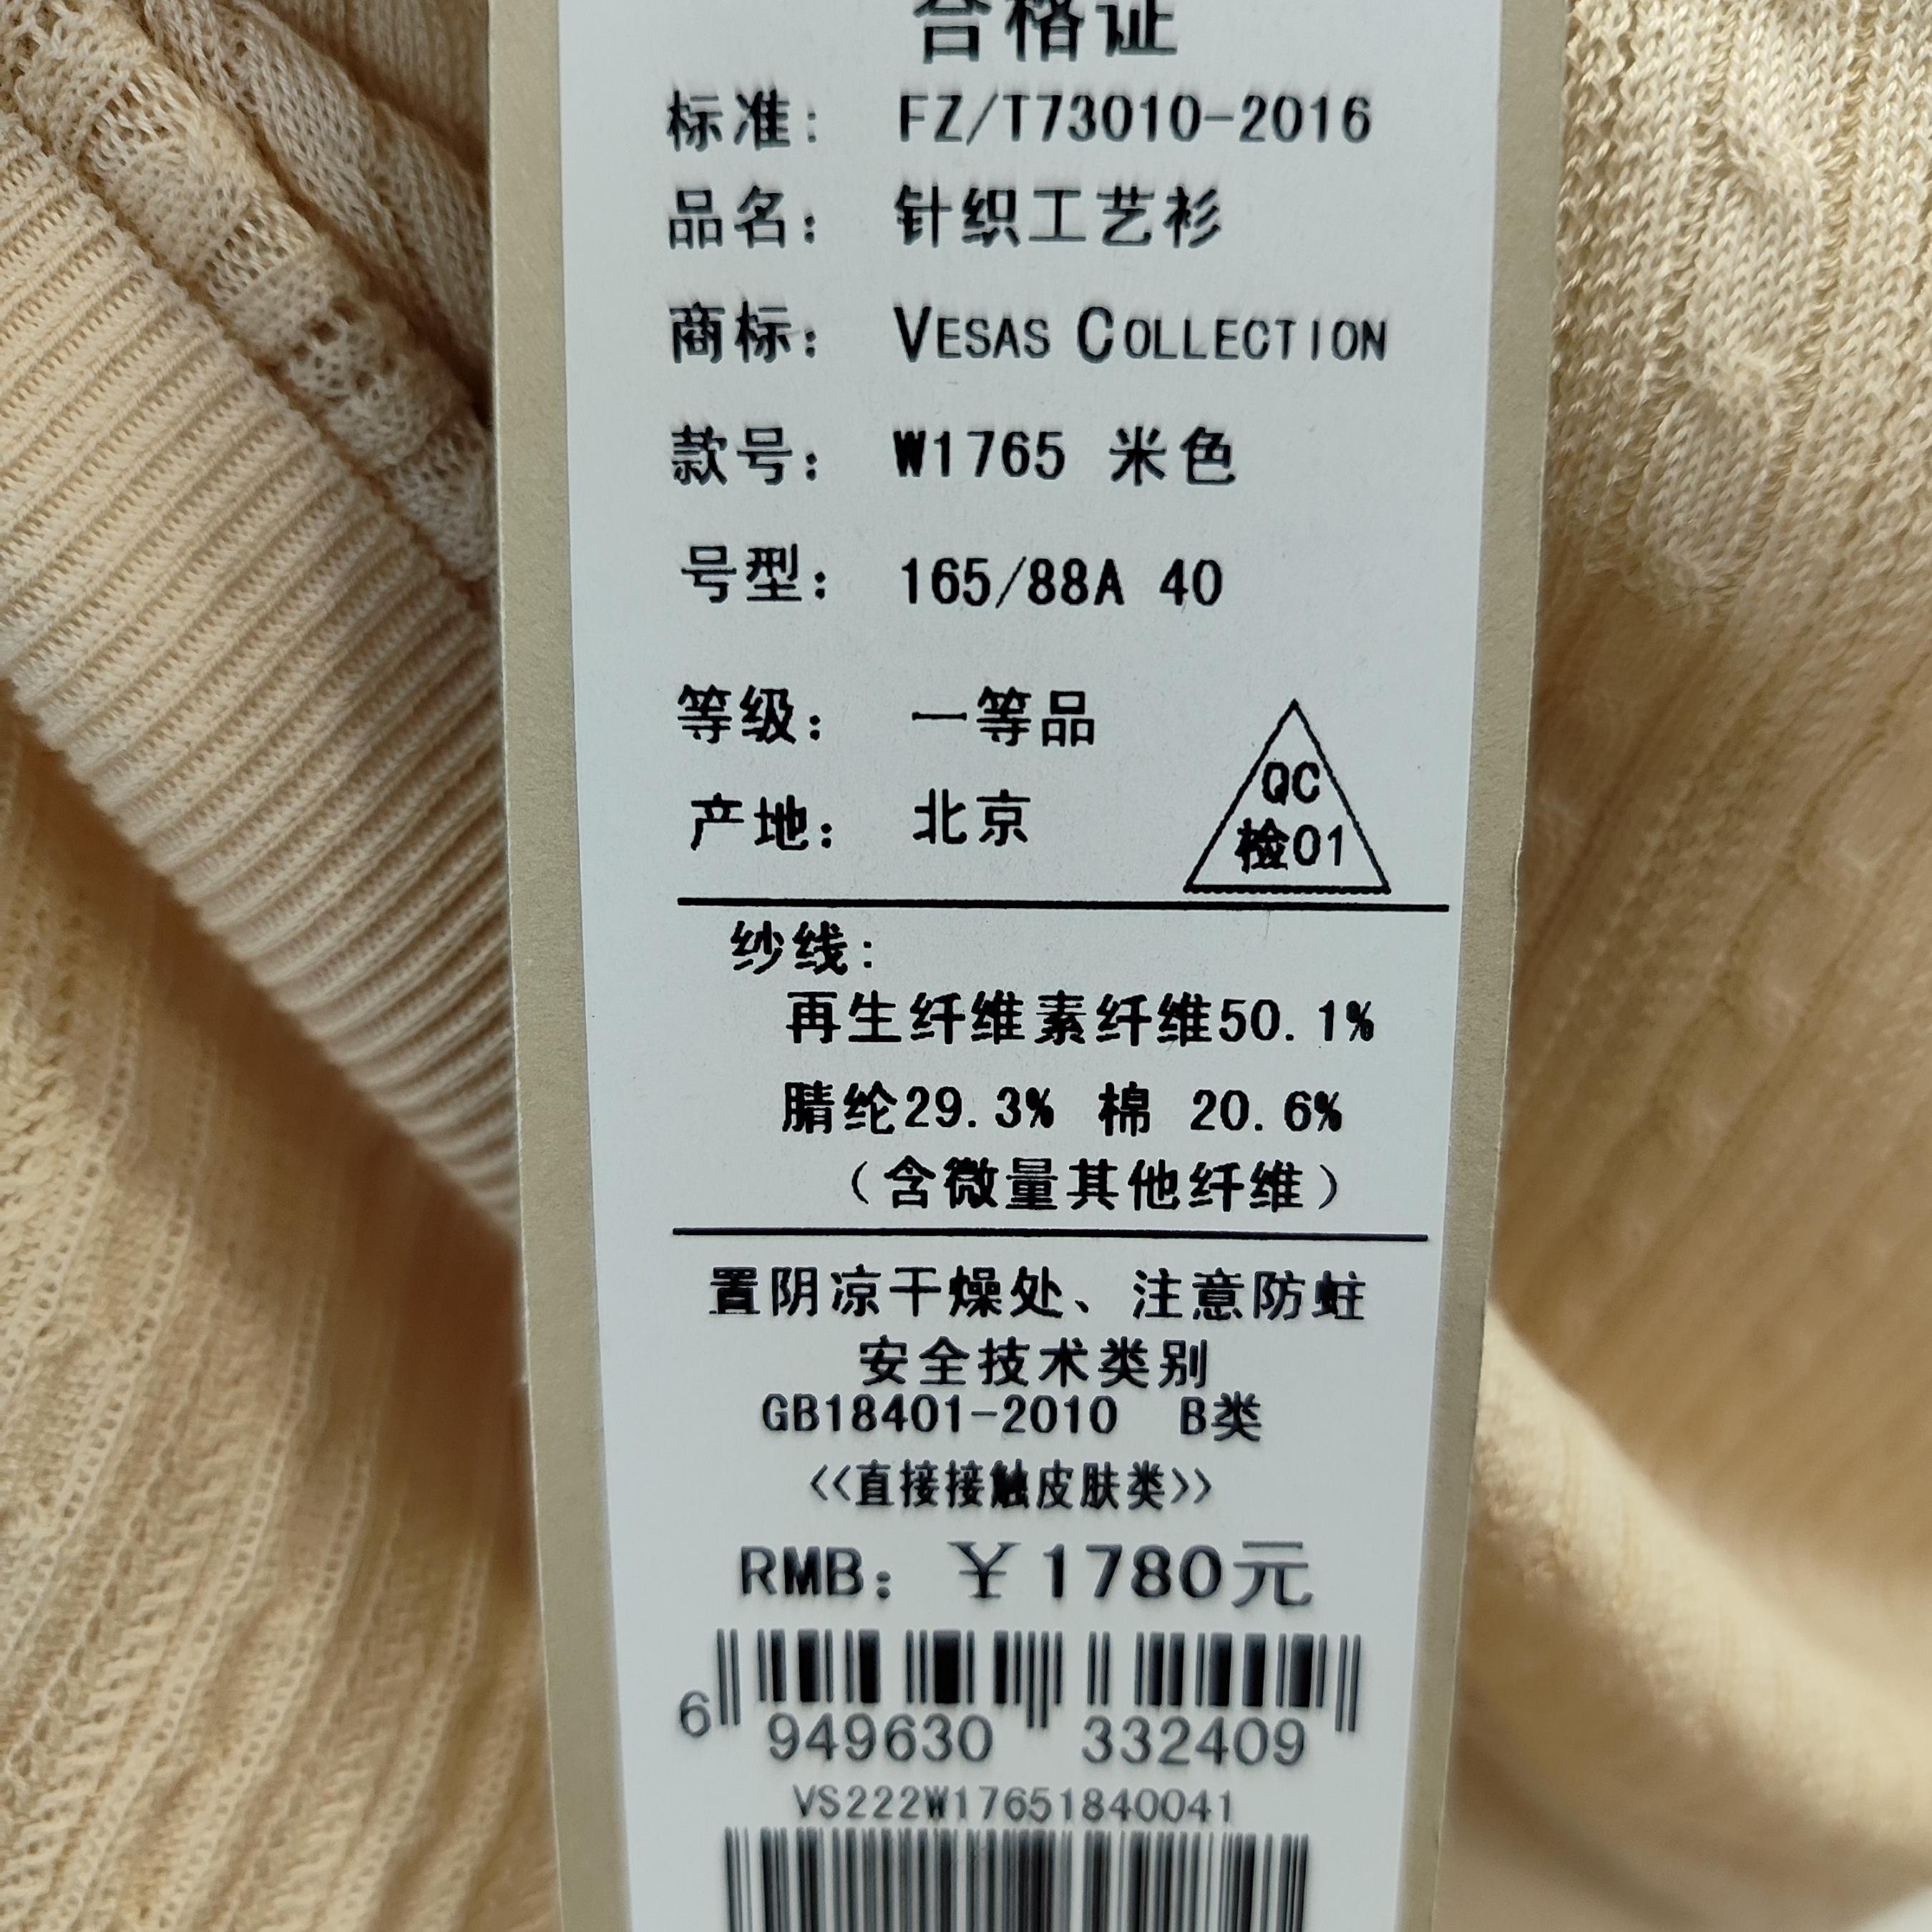 合格证
标准: FZ/T73010-2016
品名: 针织工艺衫
商标: VESAS COLLECTION
款号: W1765 米色
号型: 165/88A 40
等级: 一等品
产地: 北京
QC
检01
纱线:
再生纤维素纤维50.1%
腈纶29.3% 棉 20.6%
(含微量其他纤维)
置阴凉干燥处、注意防蛀
安全技术类别
GB18401-2010 B类
<<直接接触皮肤类>>
RMB: ¥1780元
6 949630 332409
VS222W17651840041